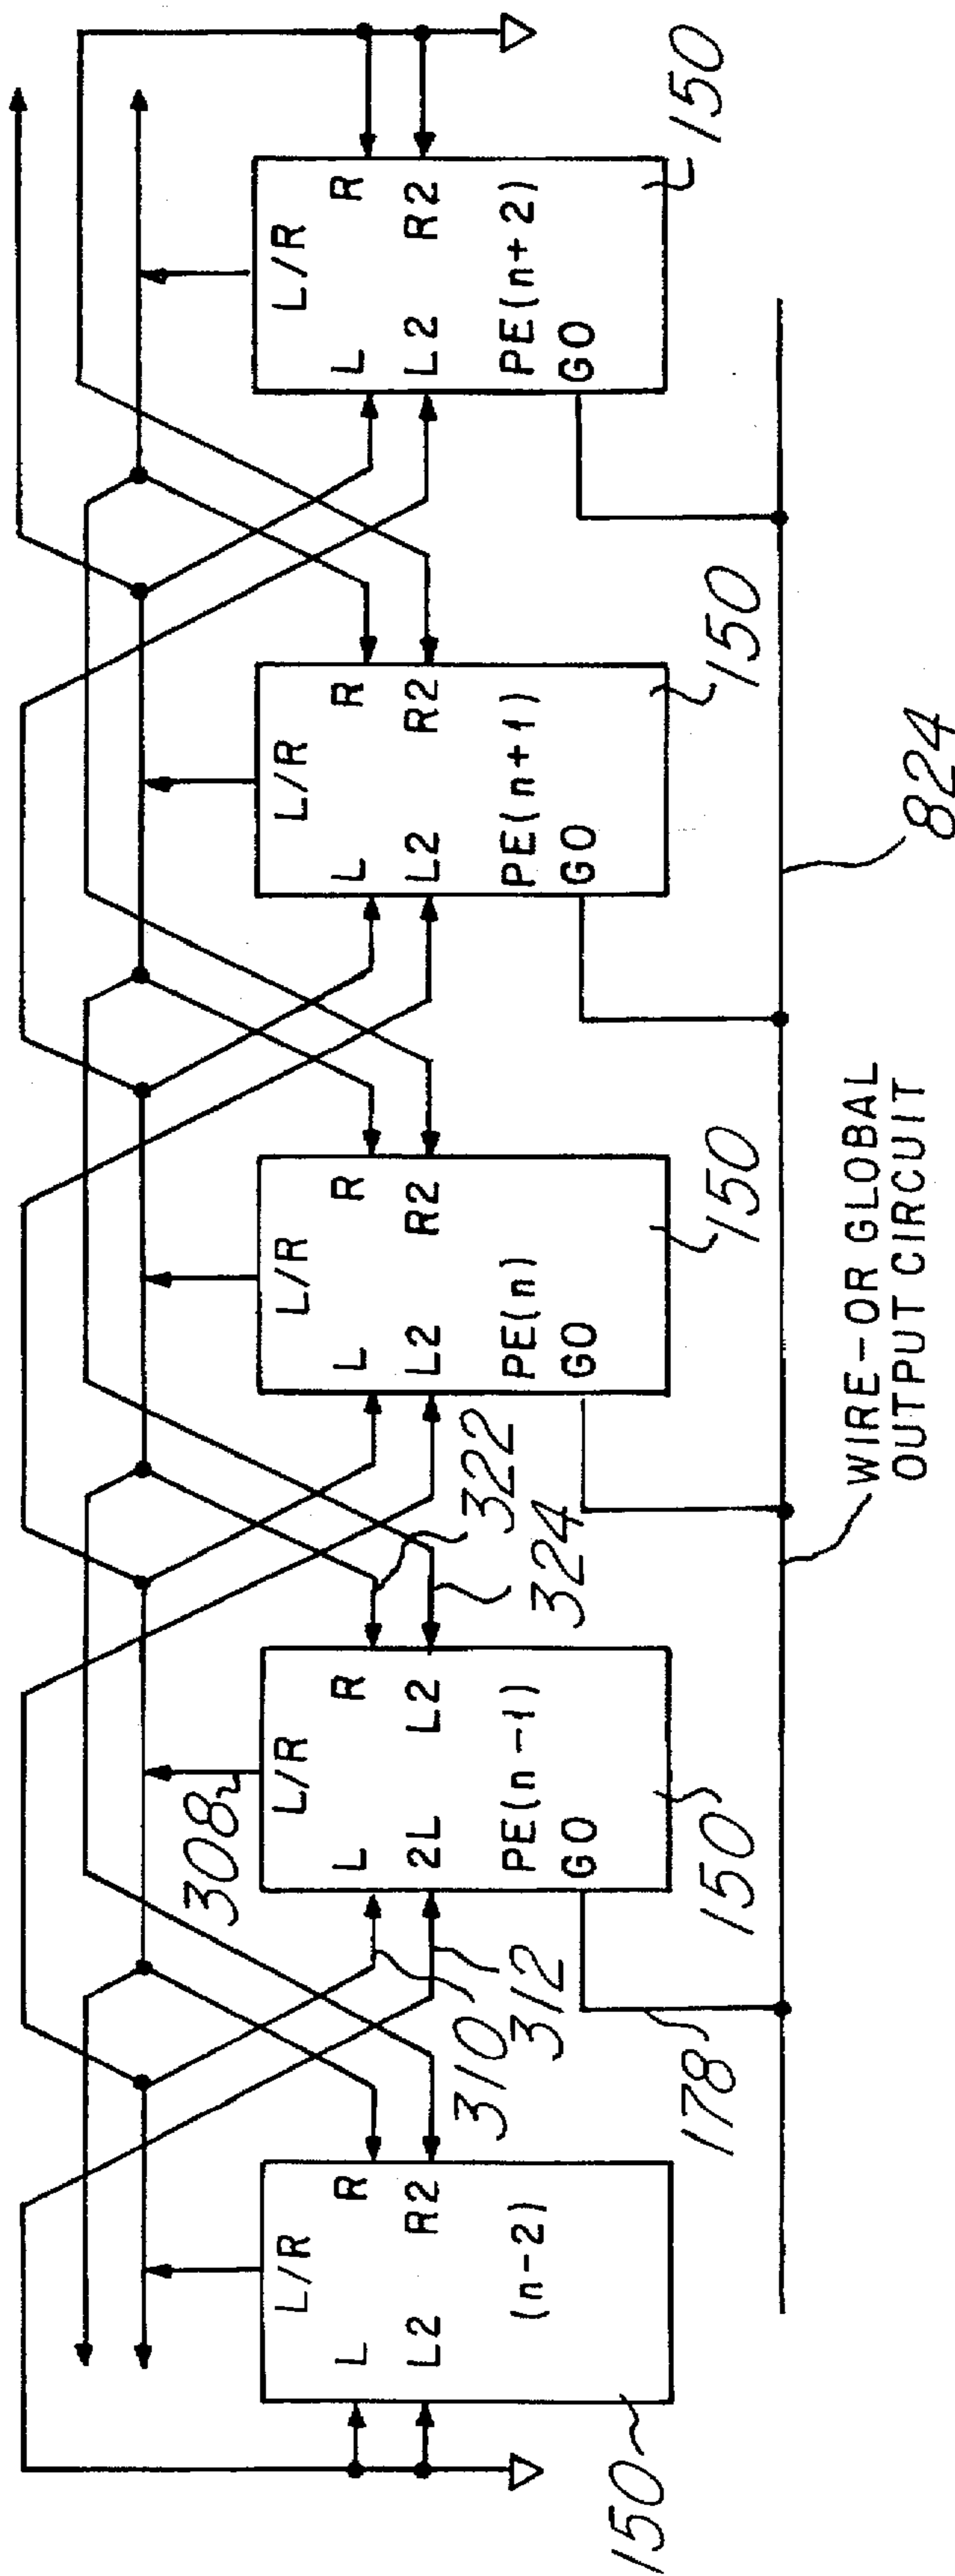 L/R
L R
L2 R2
(n-2)
150
308
L/R
L R
2L L2
PE(n-1)
GO
310
312
322
324
178
150
L/R
L R
L2 R2
PE(n)
GO
150
L/R
L R
L2 R2
PE(n+1)
GO
150
L/R
L R
L2 R2
PE(n+2)
GO
150
WIRE-OR GLOBAL
OUTPUT CIRCUIT
824